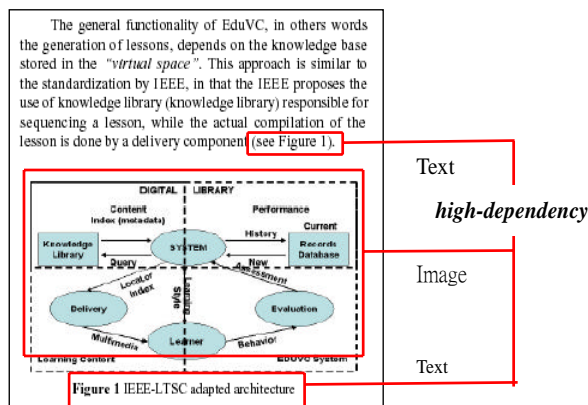 The general functionality of EduVC, in others words
the generation of lessons, depends on the knowledge base
stored in the "virtual space". This approach is similar to
the standardization by IEEE, in that the IEEE proposes the
use of knowledge library (knowledge library) responsible for
sequencing a lesson, while the actual compilation of the
lesson is done by a delivery component (see Figure 1).
Text
high-dependency
DIGITAL LIBRARY
Content
Index (metadata)
Performance
Current
History
Knowledge
Library
SYSTEM
Records
Database
Query
New
Assessment
Locator
Index
Learning
Style
Image
Delivery
Evaluation
Multimedia
Learner
Behavior
Learning Content
EDUVC System
Text
Figure 1 IEEE-LTSC adapted architecture